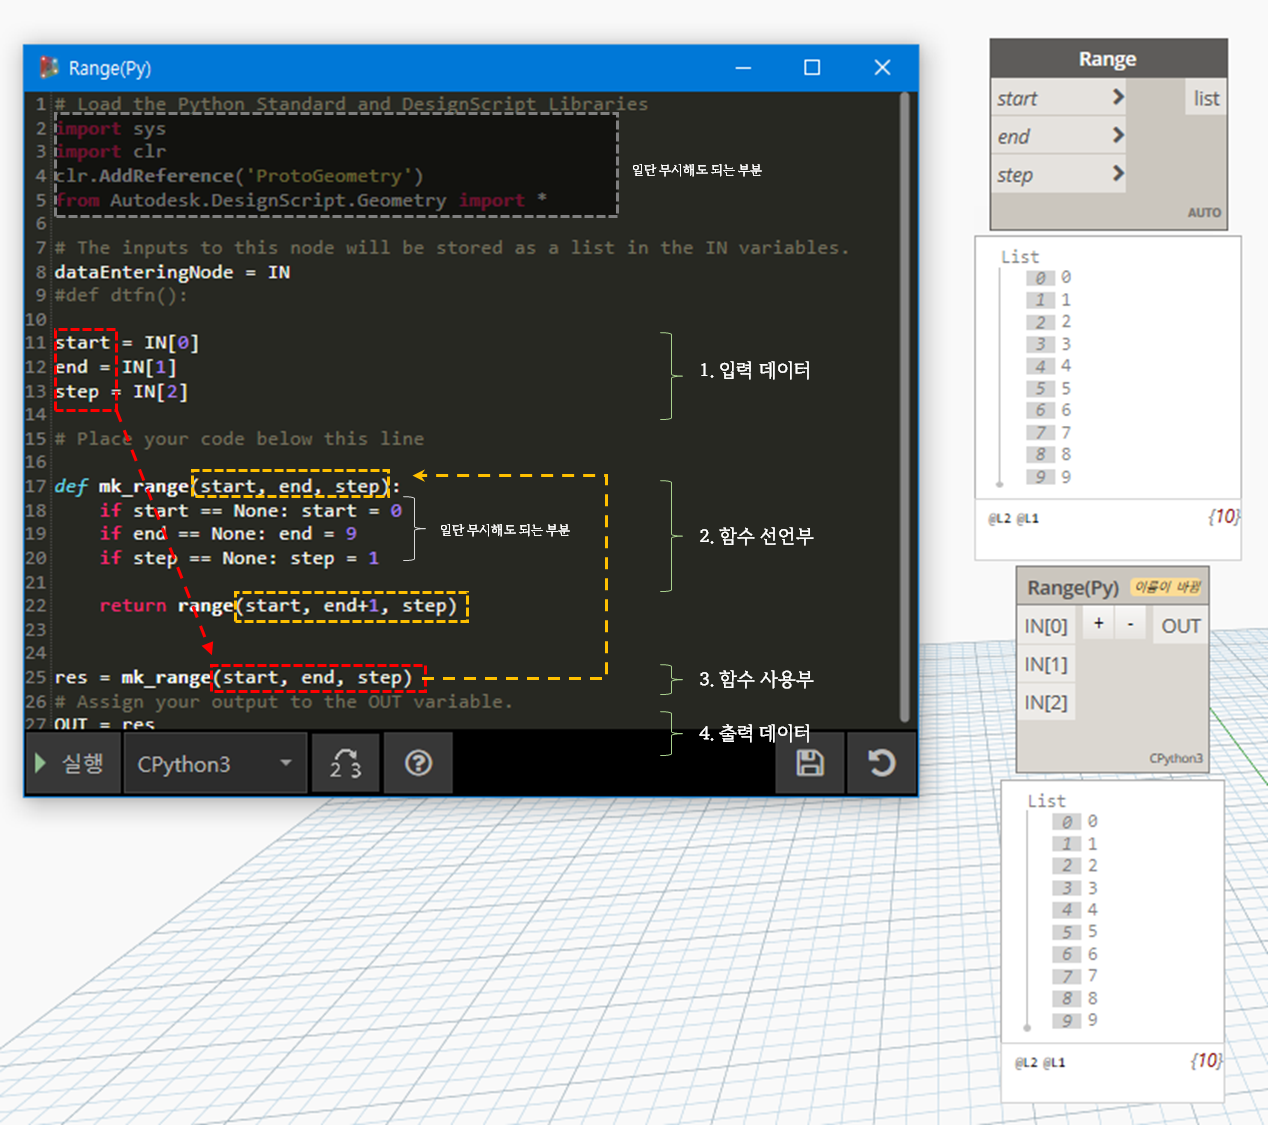 Range(Py)
1 # Load the Python Standard and DesignScript Libraries
2 import sys
3 import clr
4 clr.AddReference('ProtoGeometry')
5 from Autodesk.DesignScript.Geometry import *
일단 무시해도 되는 부분
6
7 # The inputs to this node will be stored as a list in the IN variables.
8 dataEnteringNode = IN
9 #def dtfn():
10
11 start = IN[0]
12 end = IN[1]
13 step = IN[2]
1. 입력 데이터
14
15 # Place your code below this line
16
17 def mk_range(start, end, step):
18 if start == None: start = 0
19 if end == None: end = 9
20 if step == None: step = 1
일단 무시해도 되는 부분
2. 함수 선언부
21
22 return range(start, end+1, step)
23
24
25 res = mk_range(start, end, step)
3. 함수 사용부
26 # Assign your output to the OUT variable.
27 OUT = res
4. 출력 데이터
실행
CPython3
2 3
?
Range
start > list
end >
step >
AUTO
List
0 0
1 1
2 2
3 3
4 4
5 5
6 6
7 7
8 8
9 9
@L2 @L1 {10}
Range(Py) 이름이 바뀜
IN[0] + - OUT
IN[1]
IN[2]
CPython3
List
0 0
1 1
2 2
3 3
4 4
5 5
6 6
7 7
8 8
9 9
@L2 @L1 {10}